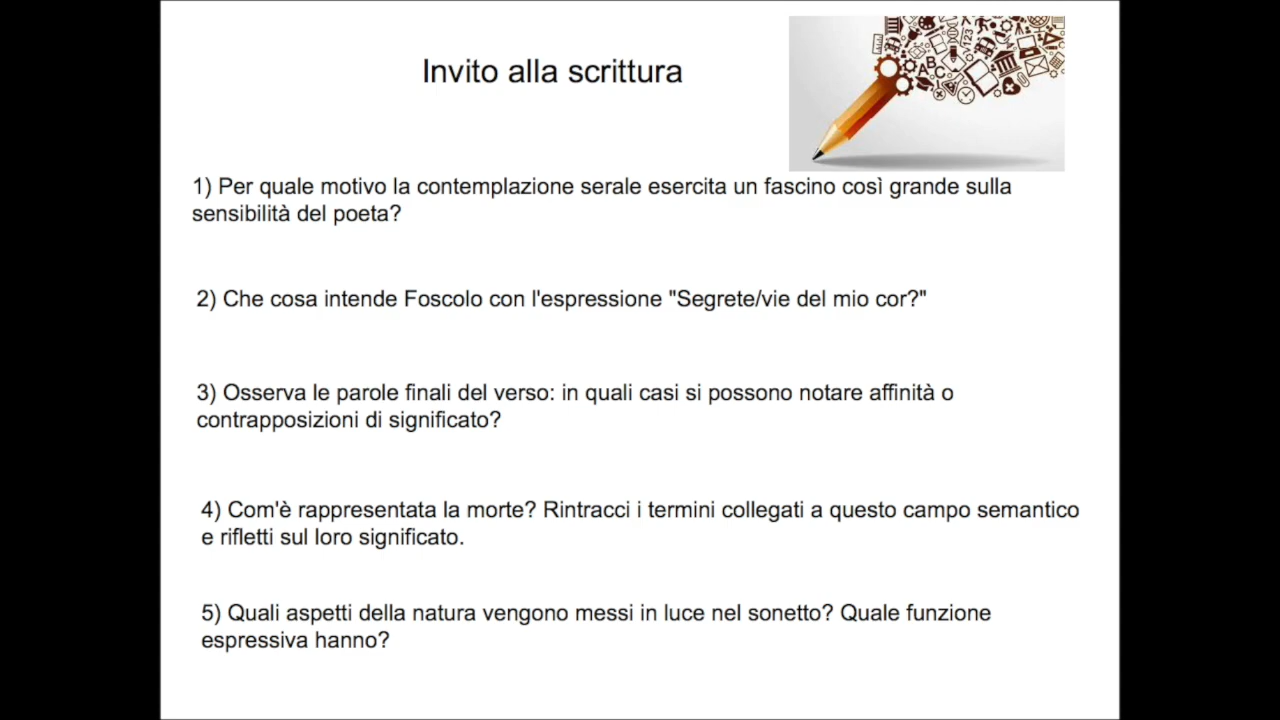 Invito alla scrittura
ABC
123
1) Per quale motivo la contemplazione serale esercita un fascino così grande sulla
sensibilità del poeta?
2) Che cosa intende Foscolo con l'espressione "Segrete/vie del mio cor?"
3) Osserva le parole finali del verso: in quali casi si possono notare affinità o
contrapposizioni di significato?
4) Com'è rappresentata la morte? Rintracci i termini collegati a questo campo semantico
e rifletti sul loro significato.
5) Quali aspetti della natura vengono messi in luce nel sonetto? Quale funzione
espressiva hanno?